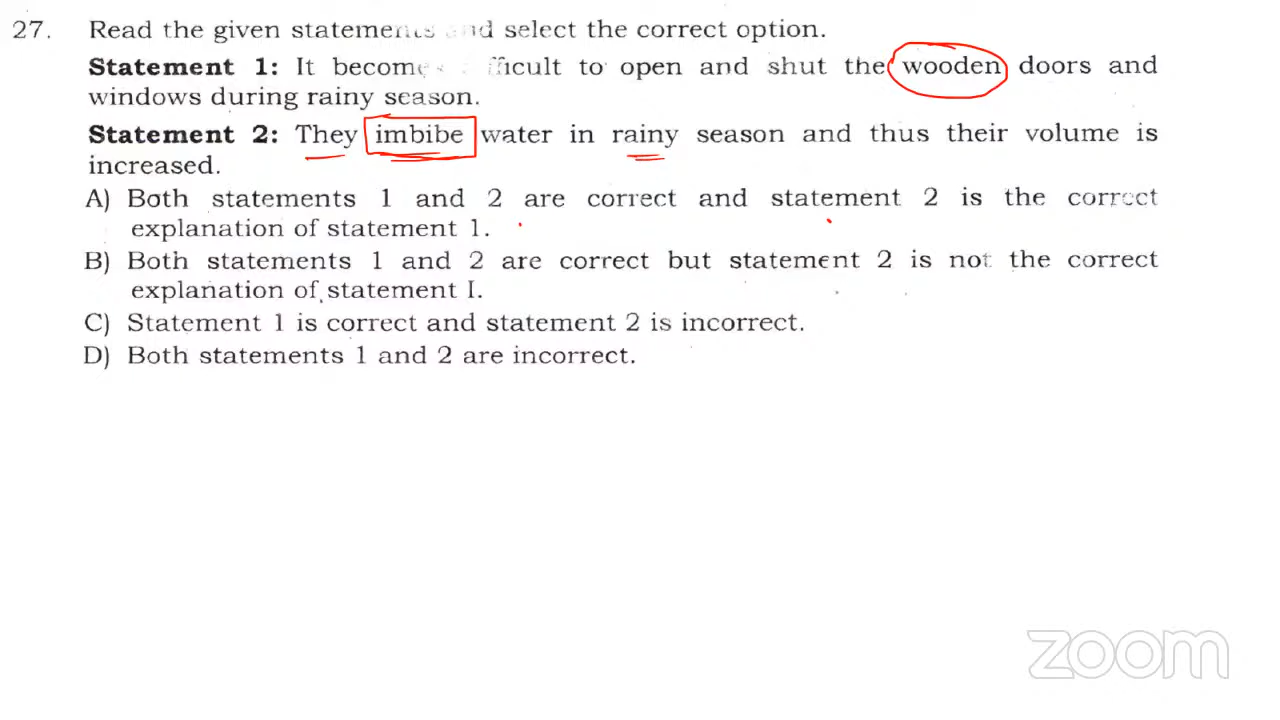 27. Read the given statements and select the correct option.
Statement 1: It becomes difficult to open and shut the wooden doors and
windows during rainy season.
Statement 2: They imbibe water in rainy season and thus their volume is
increased.
A) Both statements 1 and 2 are correct and statement 2 is the correct
explanation of statement 1.
B) Both statements 1 and 2 are correct but statement 2 is not the correct
explanation of statement I.
C) Statement 1 is correct and statement 2 is incorrect.
D) Both statements 1 and 2 are incorrect.
zoom